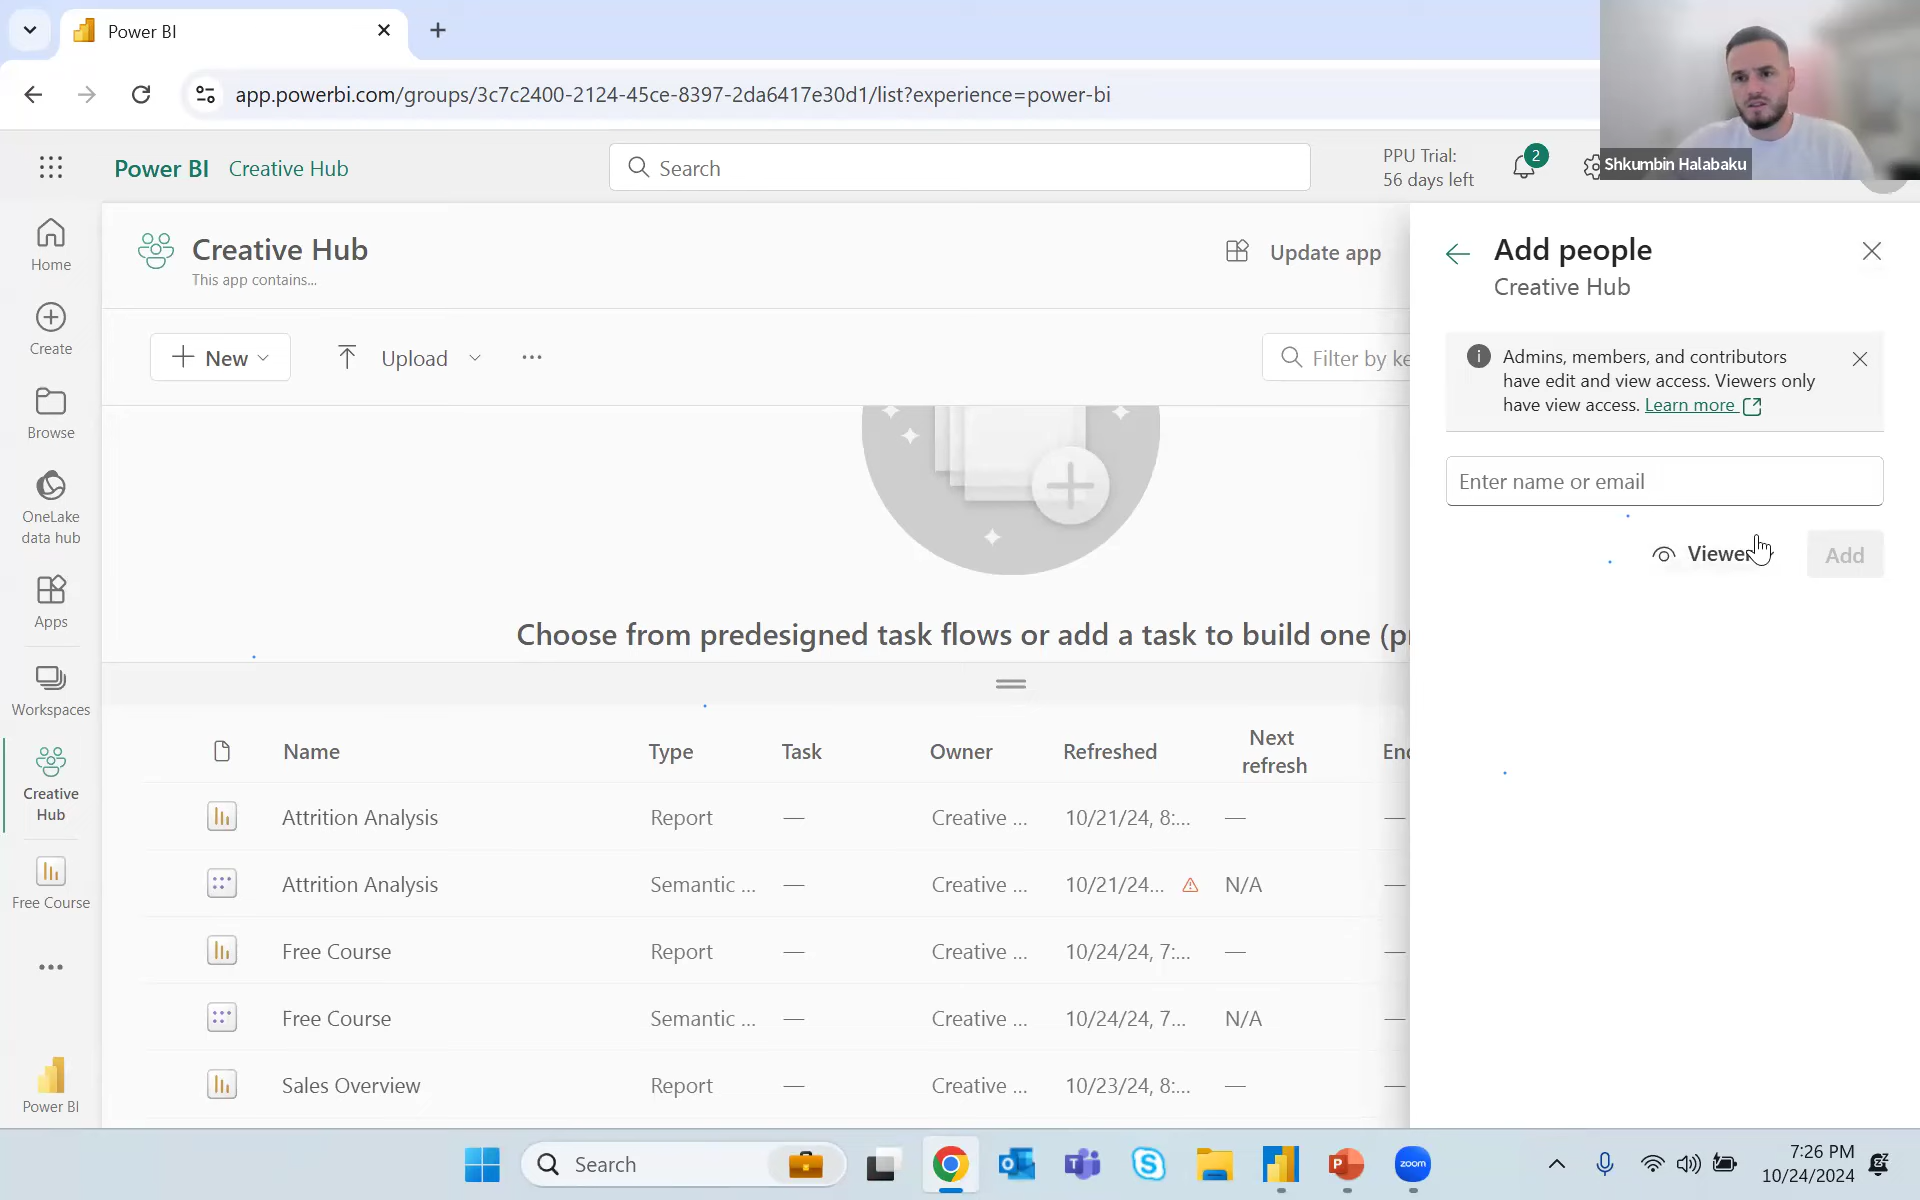 Power BI
app.powerbi.com/groups/3c7c2400-2124-45ce-8397-2da6417e30d1/list?experience=power-bi
Shkumbin Halabaku
Power BI Creative Hub
Search
PPU Trial:
56 days left
2
Home
Create
Browse
OneLake
data hub
Apps
Workspaces
Creative
Hub
Free Course
Power BI
Creative Hub
This app contains...
Update app
New
Upload
Filter by ke
Choose from predesigned task flows or add a task to build one (p
Name Type Task Owner Refreshed Next refresh
Attrition Analysis Report — Creative ... 10/21/24, 8:... — —
Attrition Analysis Semantic ... — Creative ... 10/21/24... N/A —
Free Course Report — Creative ... 10/24/24, 7:... — —
Free Course Semantic ... — Creative ... 10/24/24, 7... N/A —
Sales Overview Report — Creative ... 10/23/24, 8:... — —
Add people
Creative Hub
Admins, members, and contributors
have edit and view access. Viewers only
have view access. Learn more
Enter name or email
Viewer
Add
Search
zoom
7:26 PM
10/24/2024